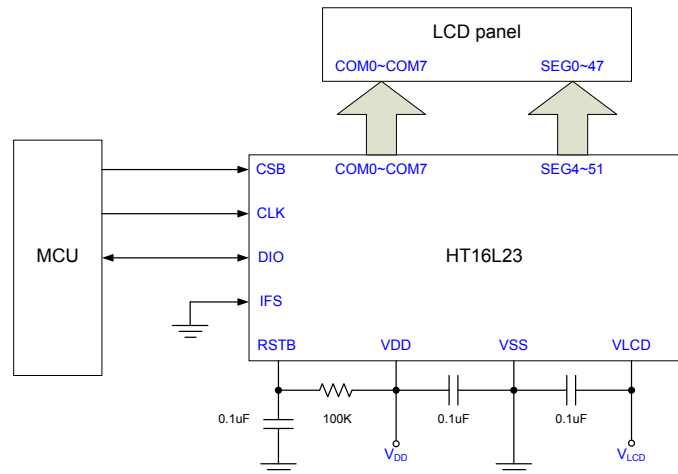 LCD panel
COM0~COM7 SEG0~47
CSB COM0~COM7 SEG4~51
CLK
MCU DIO HT16L23
IFS
RSTB VDD VSS VLCD
0.1uF 100K 0.1uF 0.1uF
VDD VLCD